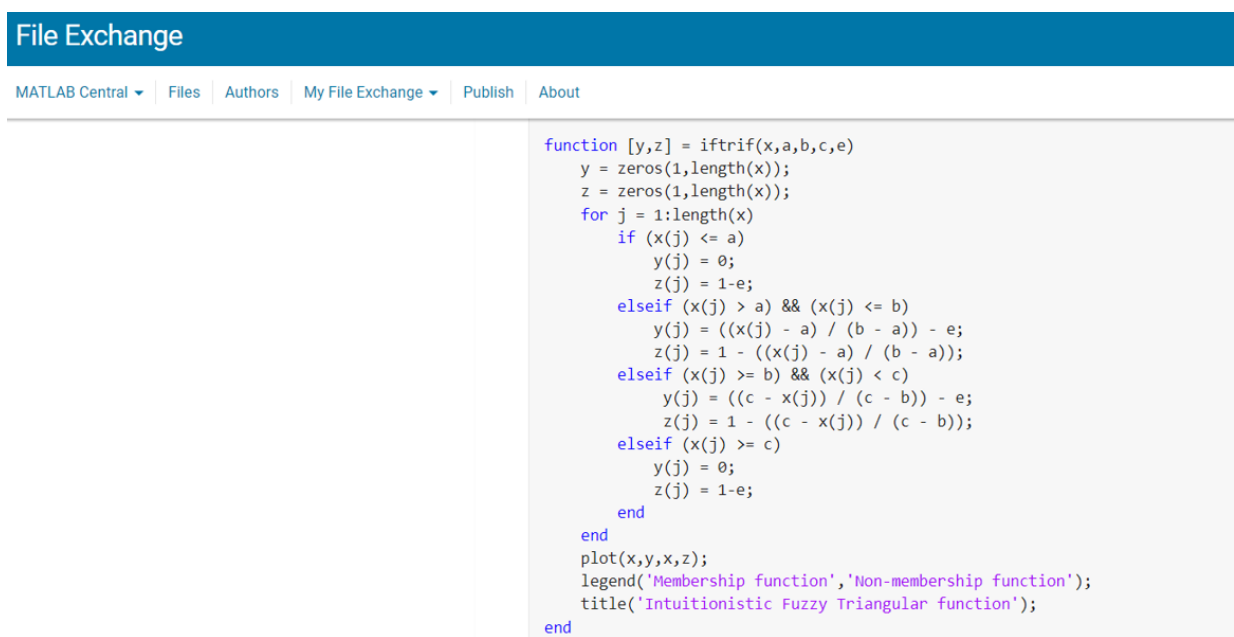 File Exchange
MATLAB Central Files Authors My File Exchange Publish About
function [y,z] = iftrif(x,a,b,c,e)
y = zeros(1,length(x));
z = zeros(1,length(x));
for j = 1:length(x)
if (x(j) <= a)
y(j) = 0;
z(j) = 1-e;
elseif (x(j) > a) && (x(j) <= b)
y(j) = ((x(j) - a) / (b - a)) - e;
z(j) = 1 - ((x(j) - a) / (b - a));
elseif (x(j) >= b) && (x(j) < c)
y(j) = ((c - x(j)) / (c - b)) - e;
z(j) = 1 - ((c - x(j)) / (c - b));
elseif (x(j) >= c)
y(j) = 0;
z(j) = 1-e;
end
end
plot(x,y,x,z);
legend('Membership function','Non-membership function');
title('Intuitionistic Fuzzy Triangular function');
end